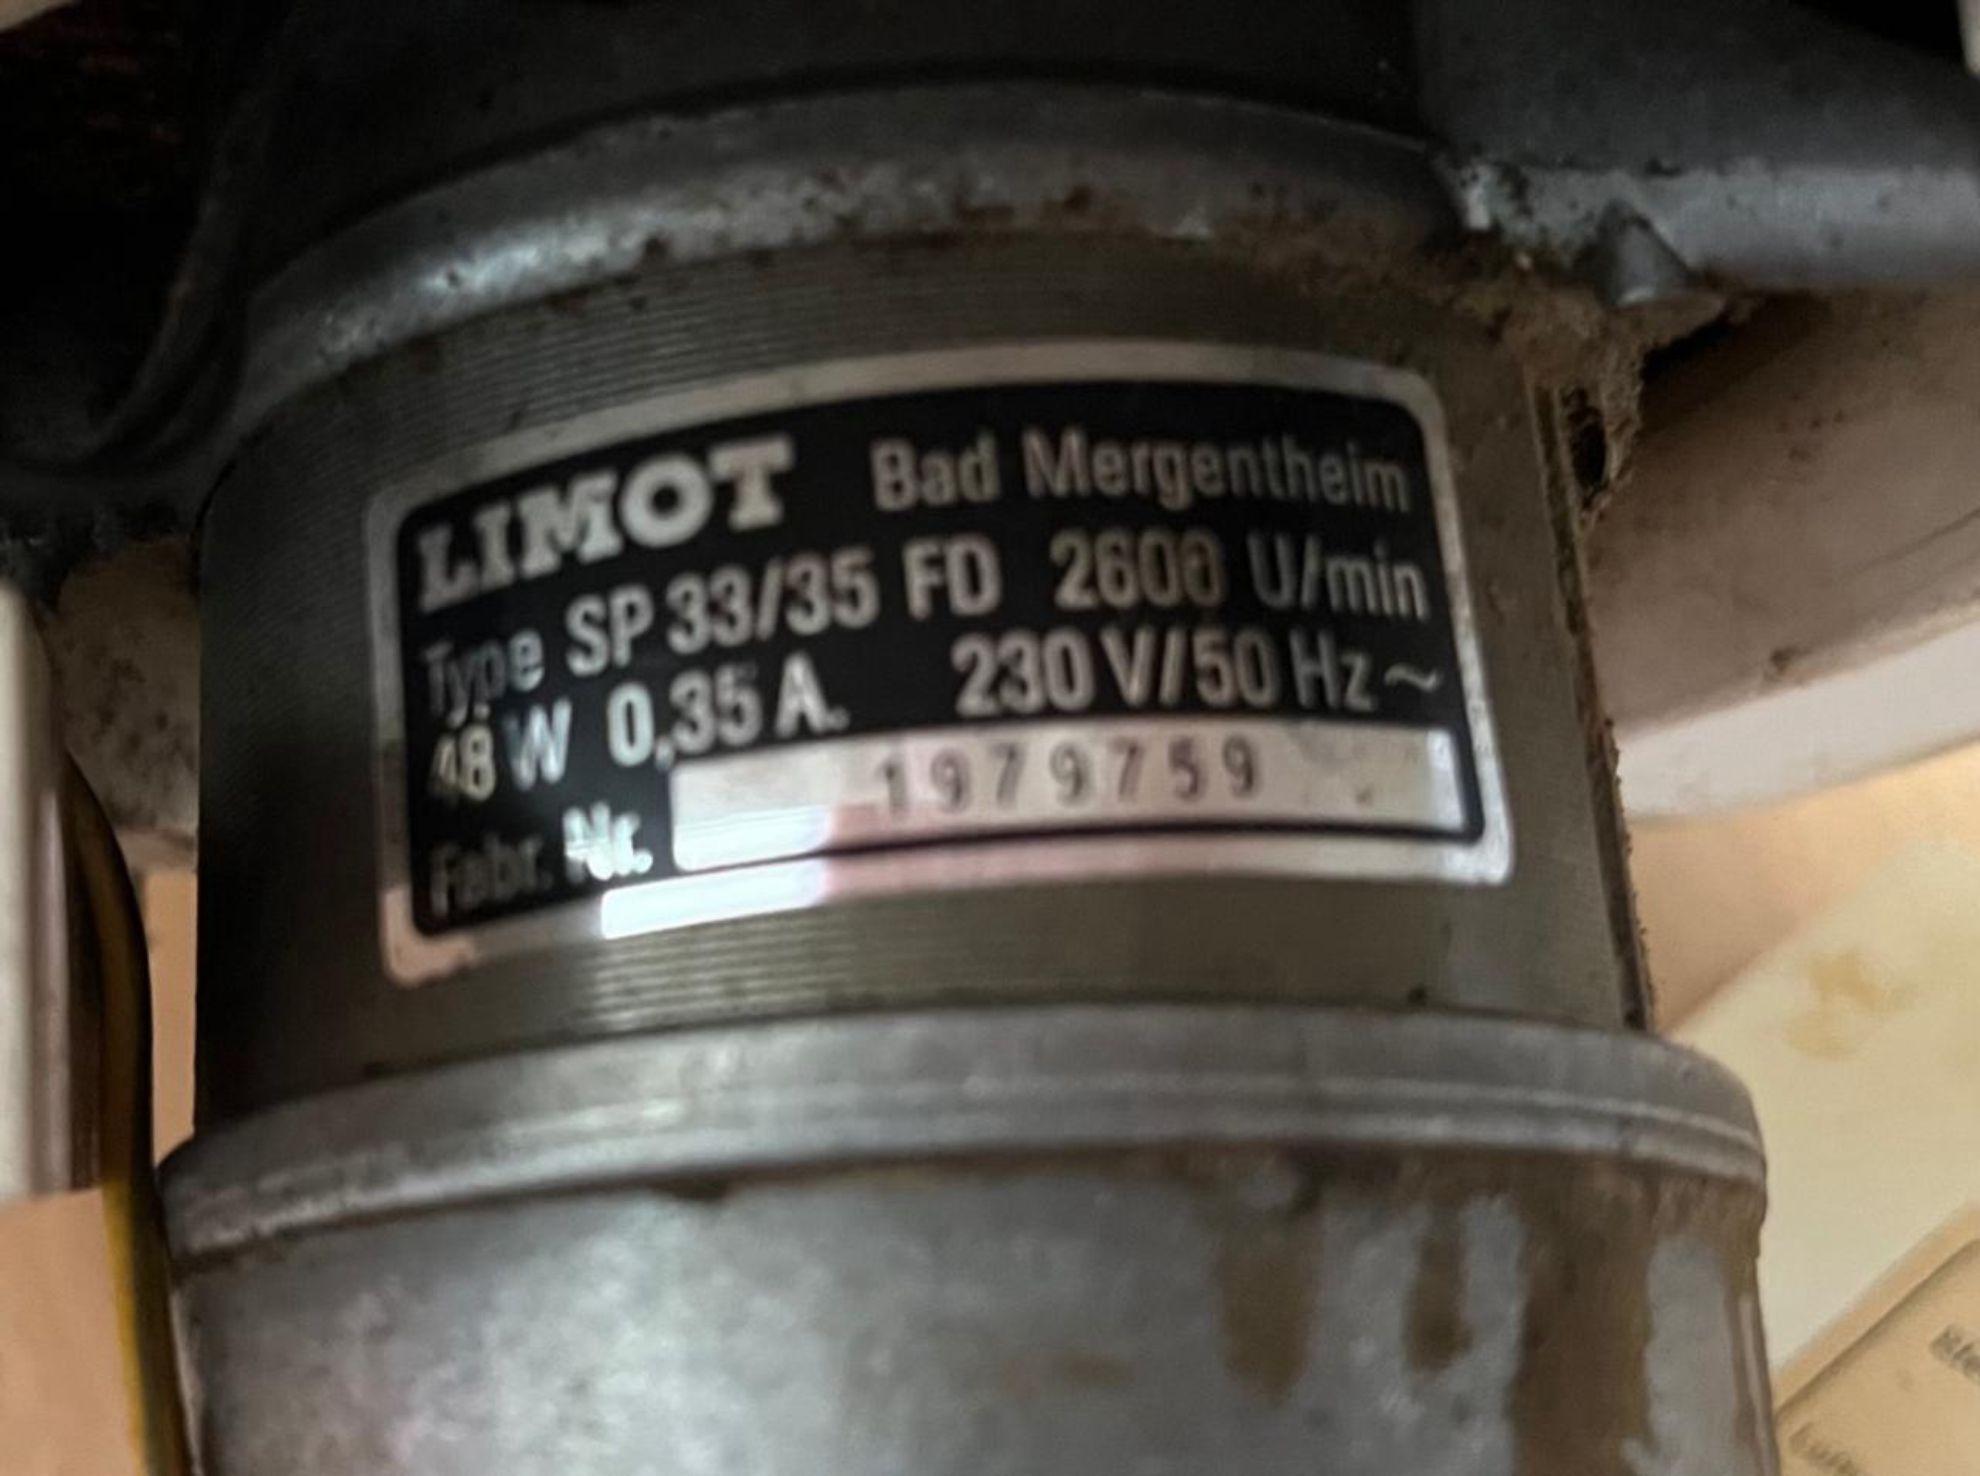 LIMOT Bad Mergentheim
Type SP 33/35 FD 2600 U/min
48 W 0,35 A. 230 V/50 Hz ~
Fabr. Nr. 1979759